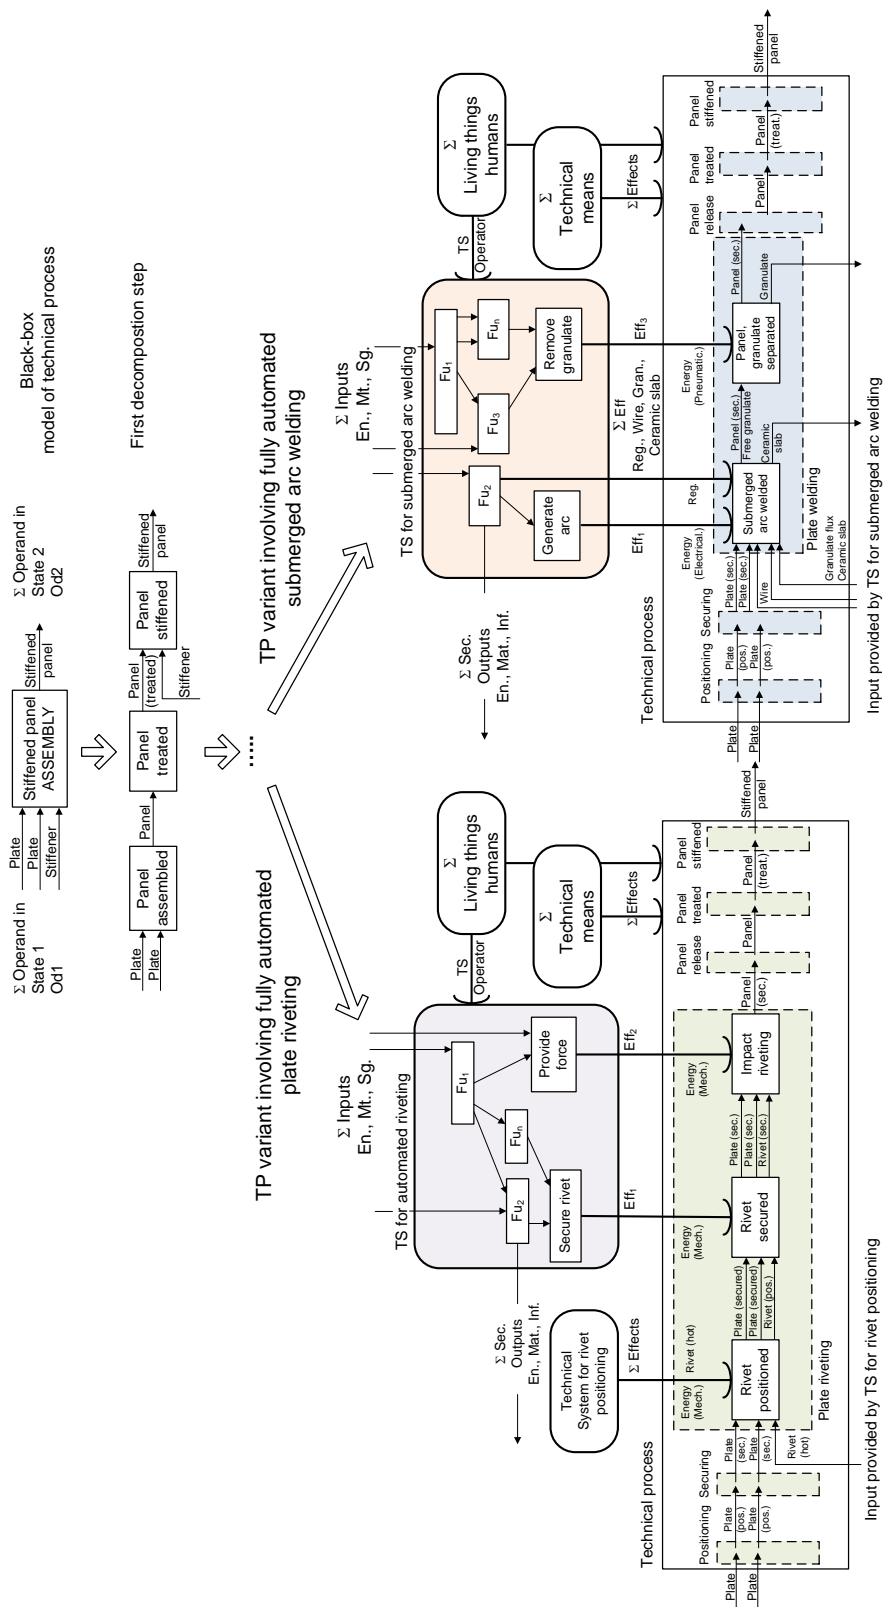 Black-box
model of technical process
Σ Operand in
State 1
Od1
Plate
Plate
Stiffener
Stiffened panel
ASSEMBLY
Stiffened
panel
Σ Operand in
State 2
Od2
First decompostion step
Plate
Plate
Panel
assembled
Panel
Panel
treated
Panel
(treated)
Stiffener
Panel
stiffened
Stiffened
panel
.....
TP variant involving fully automated
plate riveting
TP variant involving fully automated
submerged arc welding
Σ Inputs
En., Mt., Sg.
TS for automated riveting
Fu1
Fu2
Fun
Secure rivet
Provide
force
TS
Operator
Σ
Living things
humans
Σ
Technical
means
Σ Effects
Σ Sec.
Outputs
En., Mat., Inf.
Technical
System for rivet
positioning
Σ Effects
Eff1
Eff2
Technical process
Positioning
Securing
Plate
Plate
Plate
(pos.)
Plate
(pos.)
Plate
(sec.)
Plate
(sec.)
Rivet
(hot)
Energy
(Mech.)
Rivet (hot)
Rivet
positioned
Plate (secured)
Plate (secured)
Rivet (pos.)
Energy
(Mech.)
Rivet
secured
Plate (sec.)
Plate (sec.)
Rivet (sec.)
Energy
(Mech.)
Impact
riveting
Plate riveting
Panel
(sec.)
Panel
release
Panel
Panel
treated
Panel
(treat.)
Panel
stiffened
Stiffened
panel
Input provided by TS for rivet positioning
Σ Inputs
En., Mt., Sg.
TS for submerged arc welding
Fu1
Fu2
Fu3
Fun
Generate
arc
Remove
granulate
TS
Operator
Σ
Living things
humans
Σ
Technical
means
Σ Effects
Σ Sec.
Outputs
En., Mat., Inf.
Eff1
Σ Eff
Reg., Wire, Gran.,
Ceramic slab
Eff3
Technical process
Positioning
Securing
Plate
Plate
Plate
(pos.)
Plate
(pos.)
Plate (sec.)
Plate (sec.)
Wire
Granulate flux
Ceramic slab
Energy
(Electrical.)
Reg.
Submerged
arc welded
Panel (sec.)
Free granulate
Ceramic
slab
Energy
(Pneumatic.)
Panel,
granulate
separated
Plate welding
Panel (sec.)
Granulate
Panel
release
Panel
Panel
treated
Panel
(treat.)
Panel
stiffened
Stiffened
panel
Input provided by TS for submerged arc welding